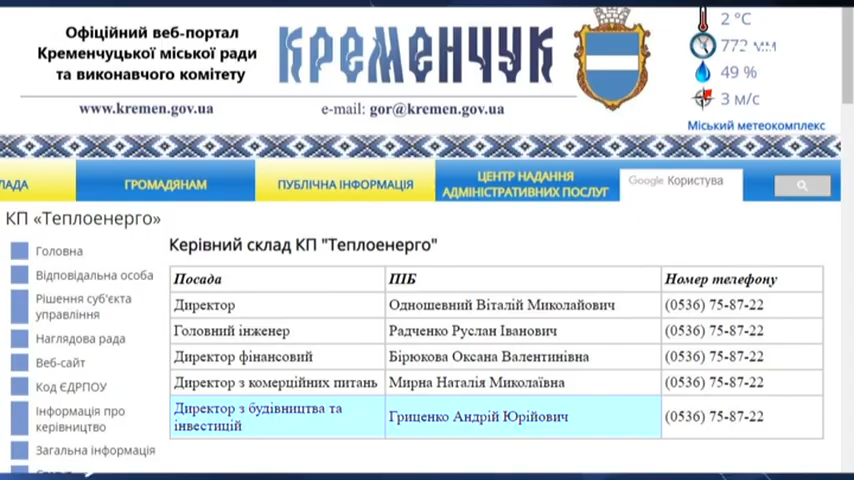 Офіційний веб-портал
Кременчуцької міської ради
та виконавчого комітету
www.kremen.gov.ua
КРЕМЕНЧУК
e-mail: gor@kremen.gov.ua
2 °C
772 мм
49 %
3 м/с
Міський метеокомплекс
ЛАДА
ГРОМАДЯНАМ
ПУБЛІЧНА ІНФОРМАЦІЯ
ЦЕНТР НАДАННЯ
АДМІНІСТРАТИВНИХ ПОСЛУГ
Google Користува
КП «Теплоенерго»
Головна
Відповідальна особа
Рішення суб'єкта
управління
Наглядова рада
Веб-сайт
Код ЄДРПОУ
Інформація про
керівництво
Загальна інформація
Керівний склад КП "Теплоенерго"
Посада ПІБ Номер телефону
Директор Одношевний Віталій Миколайович (0536) 75-87-22
Головний інженер Радченко Руслан Іванович (0536) 75-87-22
Директор фінансовий Бірюкова Оксана Валентинівна (0536) 75-87-22
Директор з комерційних питань Мирна Наталія Миколаївна (0536) 75-87-22
Директор з будівництва та
інвестицій Гриценко Андрій Юрійович (0536) 75-87-22